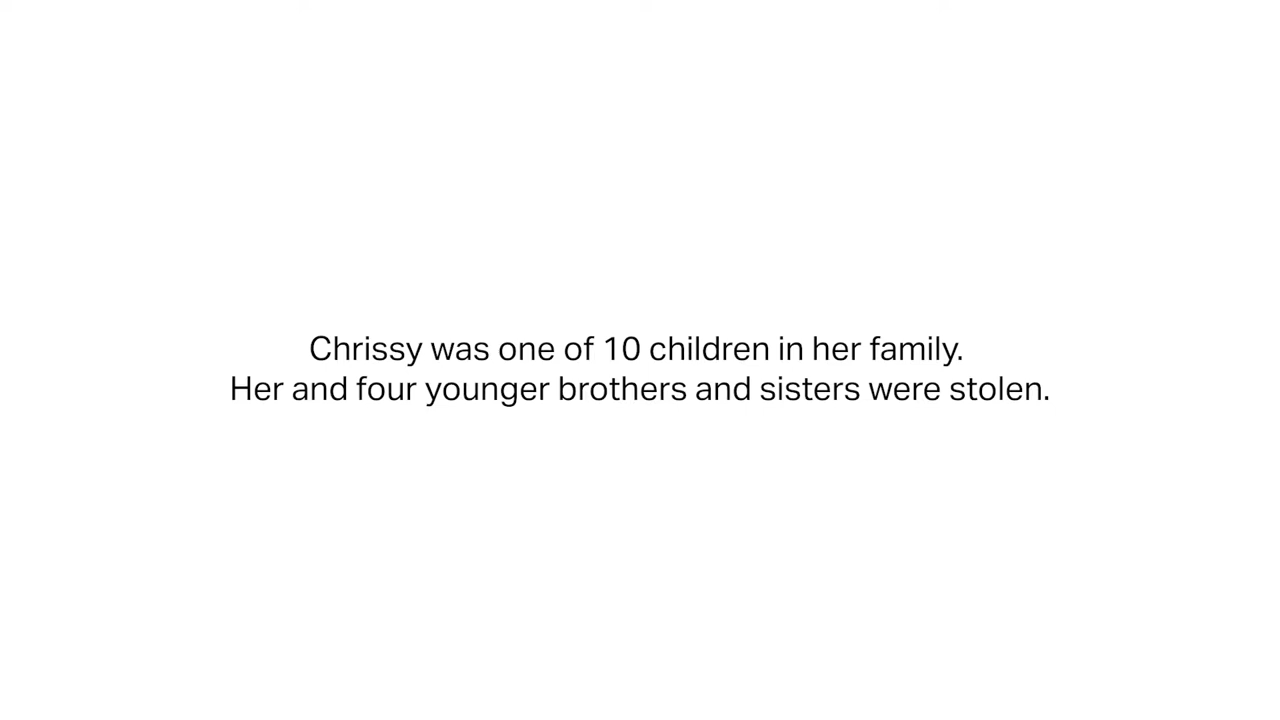 Chrissy was one of 10 children in her family.
Her and four younger brothers and sisters were stolen.